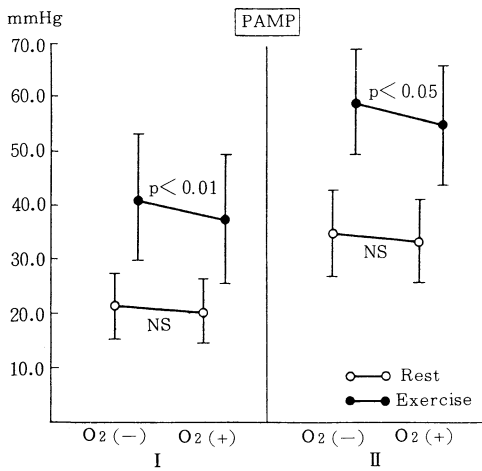 mmHg
PAMP
70.0
60.0
50.0
40.0
30.0
20.0
10.0
p< 0.01
NS
p< 0.05
NS
Rest
Exercise
O2 (−) O2 (+) O2 (−) O2 (+)
I II